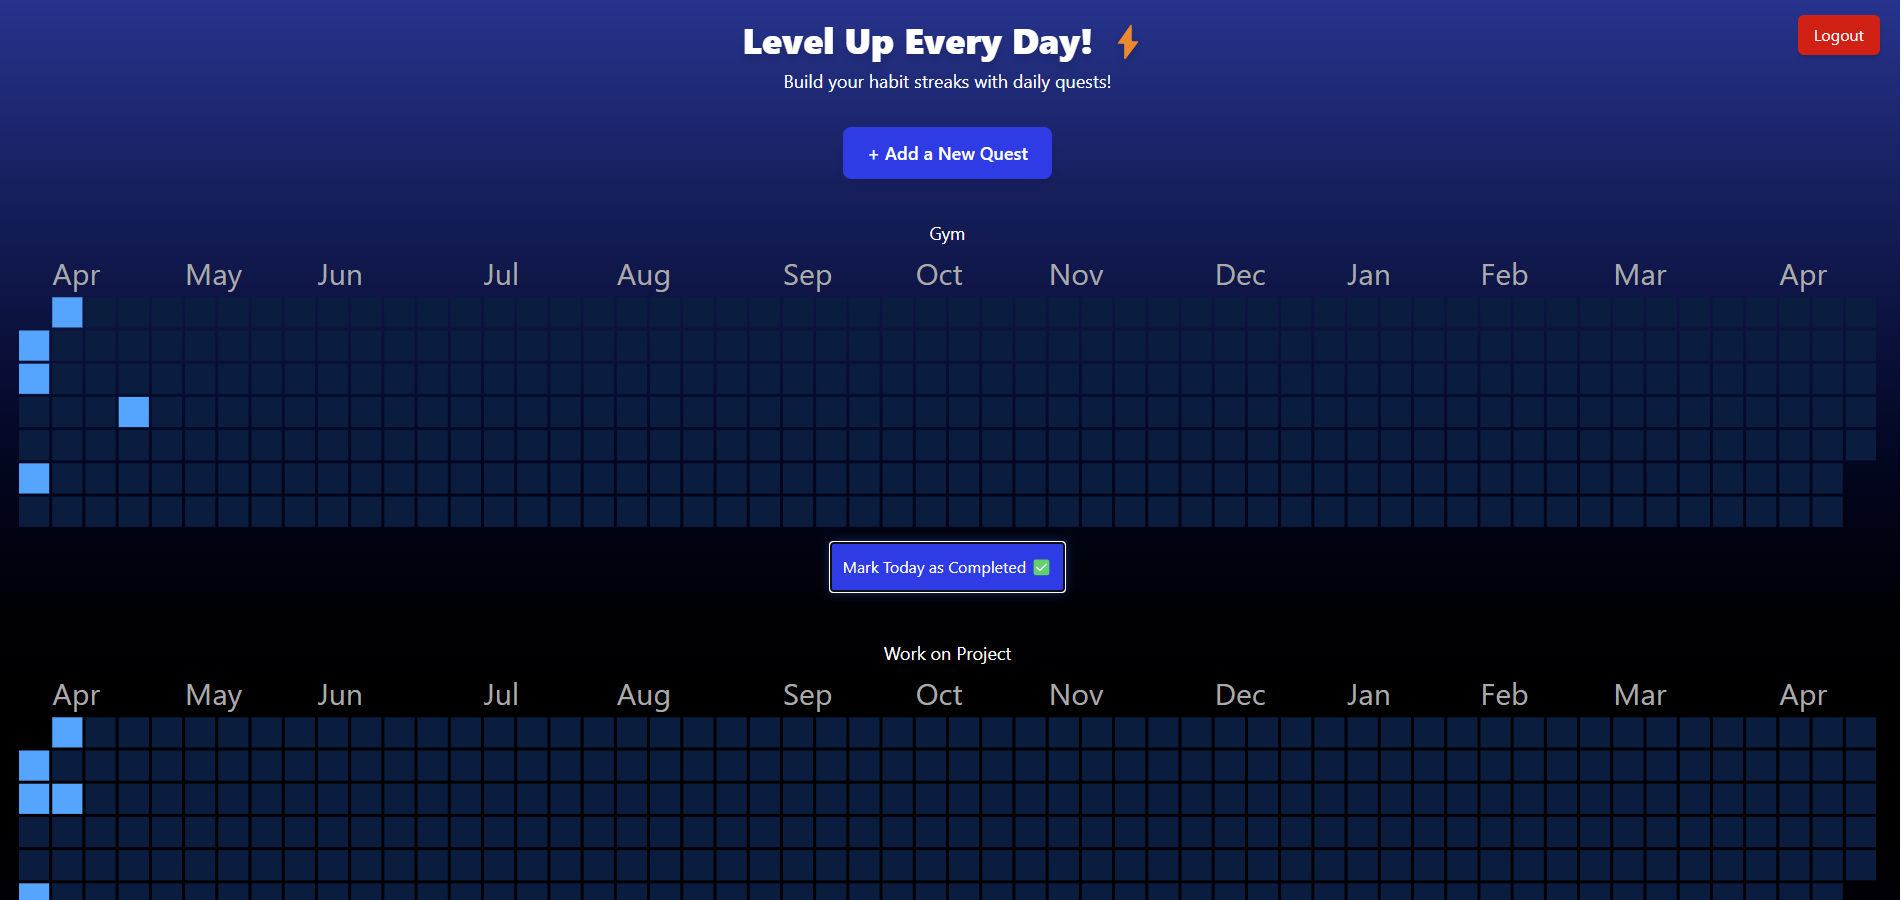 Level Up Every Day! ⚡
Logout
Build your habit streaks with daily quests!
+ Add a New Quest
Gym
Apr May Jun Jul Aug Sep Oct Nov Dec Jan Feb Mar Apr
Mark Today as Completed ✅
Work on Project
Apr May Jun Jul Aug Sep Oct Nov Dec Jan Feb Mar Apr